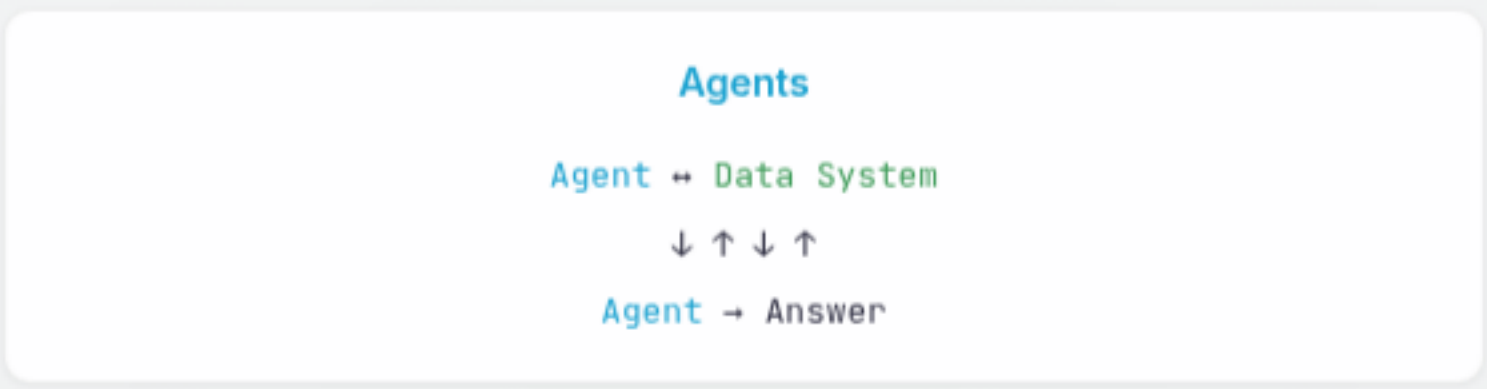 Agents
Agent ↔ Data System
↓ ↑ ↓ ↑
Agent → Answer